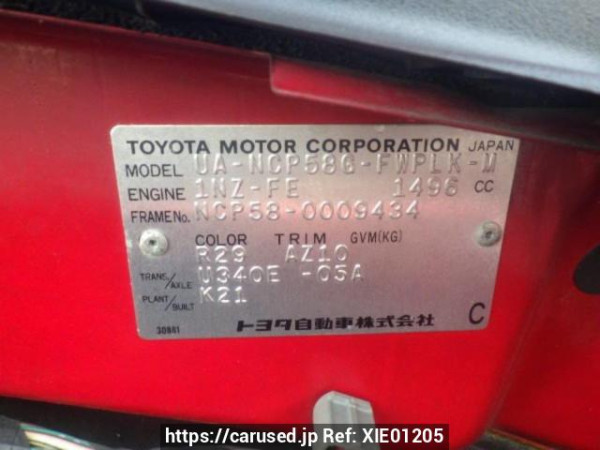 TOYOTA MOTOR CORPORATION JAPAN
MODEL UA-NCP58G-FWPLK-M
ENGINE 1NZ-FE 1496 CC
FRAME No. NCP58-0009434
COLOR TRIM GVM(KG)
R29 AZ10
TRANS./AXLE U340E -05A
PLANT/BUILT K21
30861
トヨタ自動車株式会社 C
https://carused.jp Ref: XIE01205